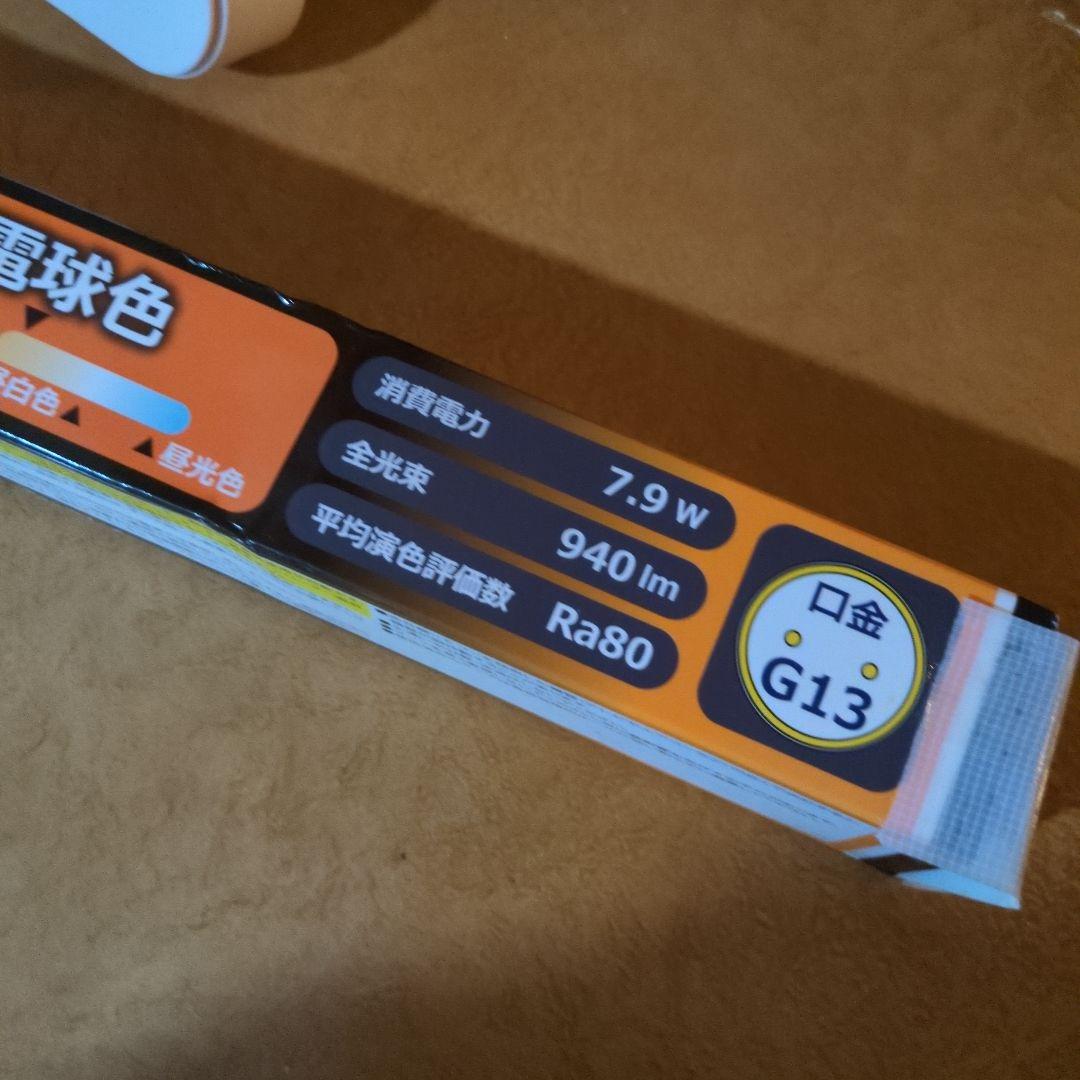 電球色
昼白色
昼光色
消費電力 7.9 W
全光束 940 lm
平均演色評価数 Ra80
口金
G13